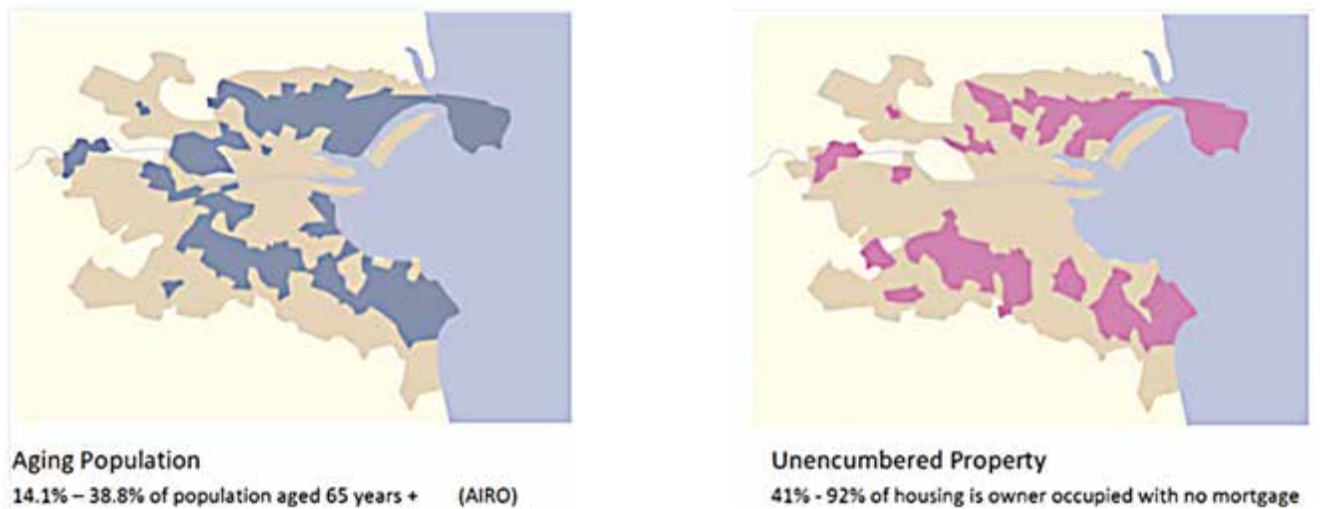 Aging Population
14.1% – 38.8% of population aged 65 years + (AIRO)
Unencumbered Property
41% - 92% of housing is owner occupied with no mortgage